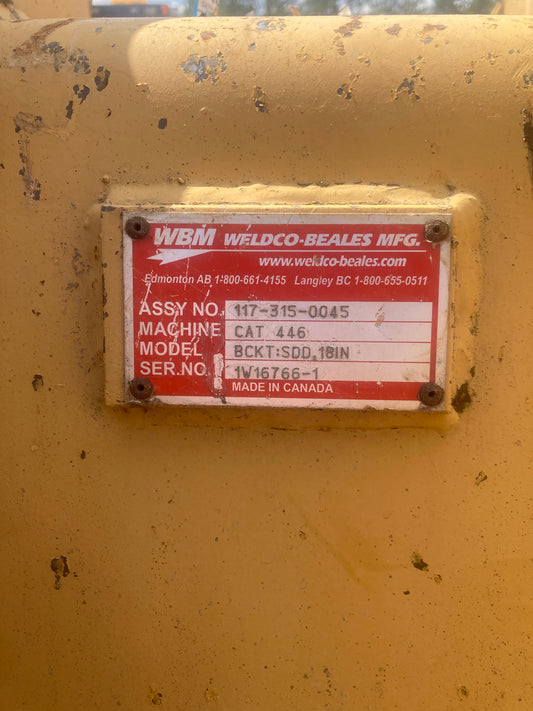 WBM WELDCO-BEALES MFG.
www.weldco-beales.com
Edmonton AB 1-800-661-4155 Langley BC 1-800-655-0511
ASSY NO. 117-315-0045
MACHINE CAT 446
MODEL BCKT:SDD,18IN
SER.NO. 1W16766-1
MADE IN CANADA